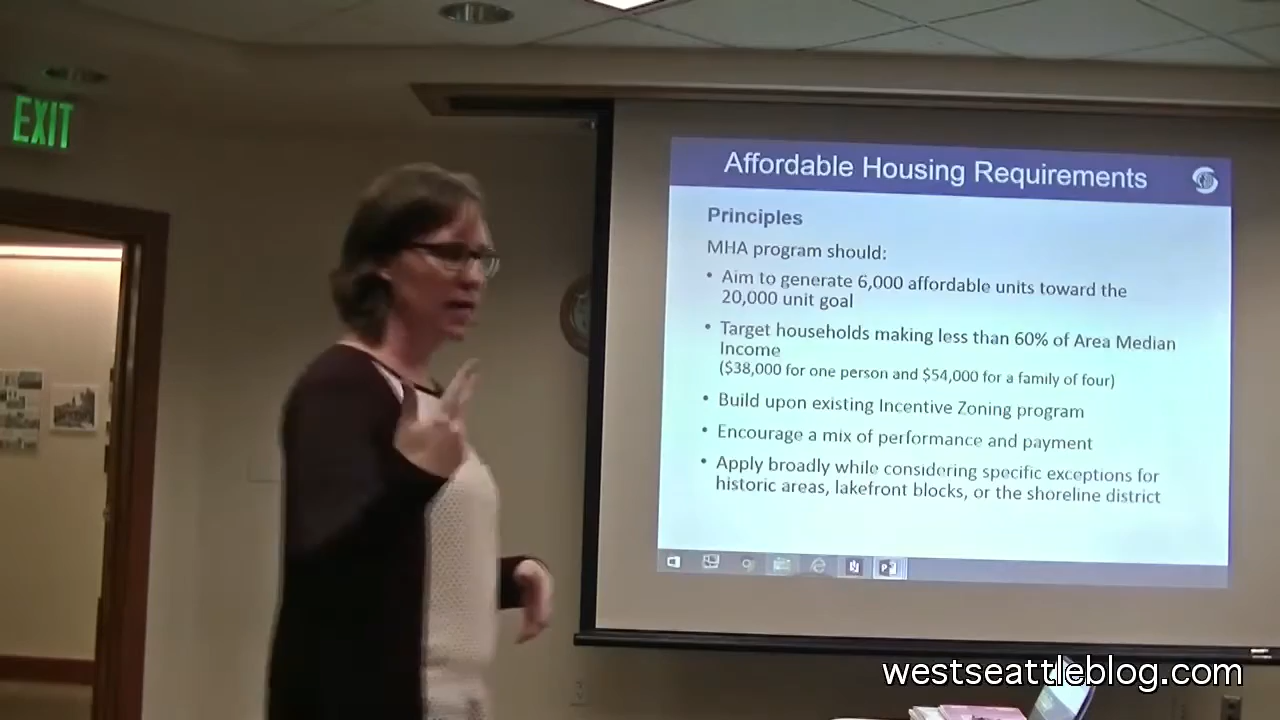 EXIT
Affordable Housing Requirements
Principles
MHA program should:
• Aim to generate 6,000 affordable units toward the
20,000 unit goal
• Target households making less than 60% of Area Median
Income
($38,000 for one person and $54,000 for a family of four)
• Build upon existing Incentive Zoning program
• Encourage a mix of performance and payment
• Apply broadly while considering specific exceptions for
historic areas, lakefront blocks, or the shoreline district
westseattleblog.com